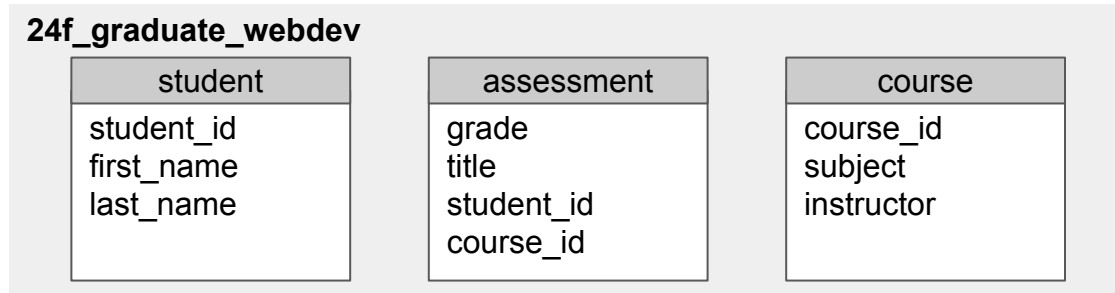 24f_graduate_webdev
student
student_id
first_name
last_name
assessment
grade
title
student_id
course_id
course
course_id
subject
instructor